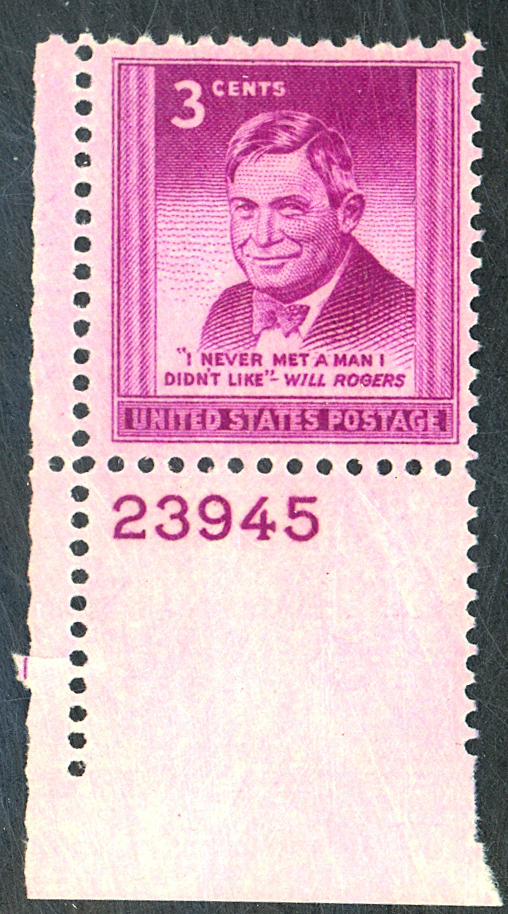 3 CENTS
"I NEVER MET A MAN I
DIDN'T LIKE"- WILL ROGERS
UNITED STATES POSTAGE
23945